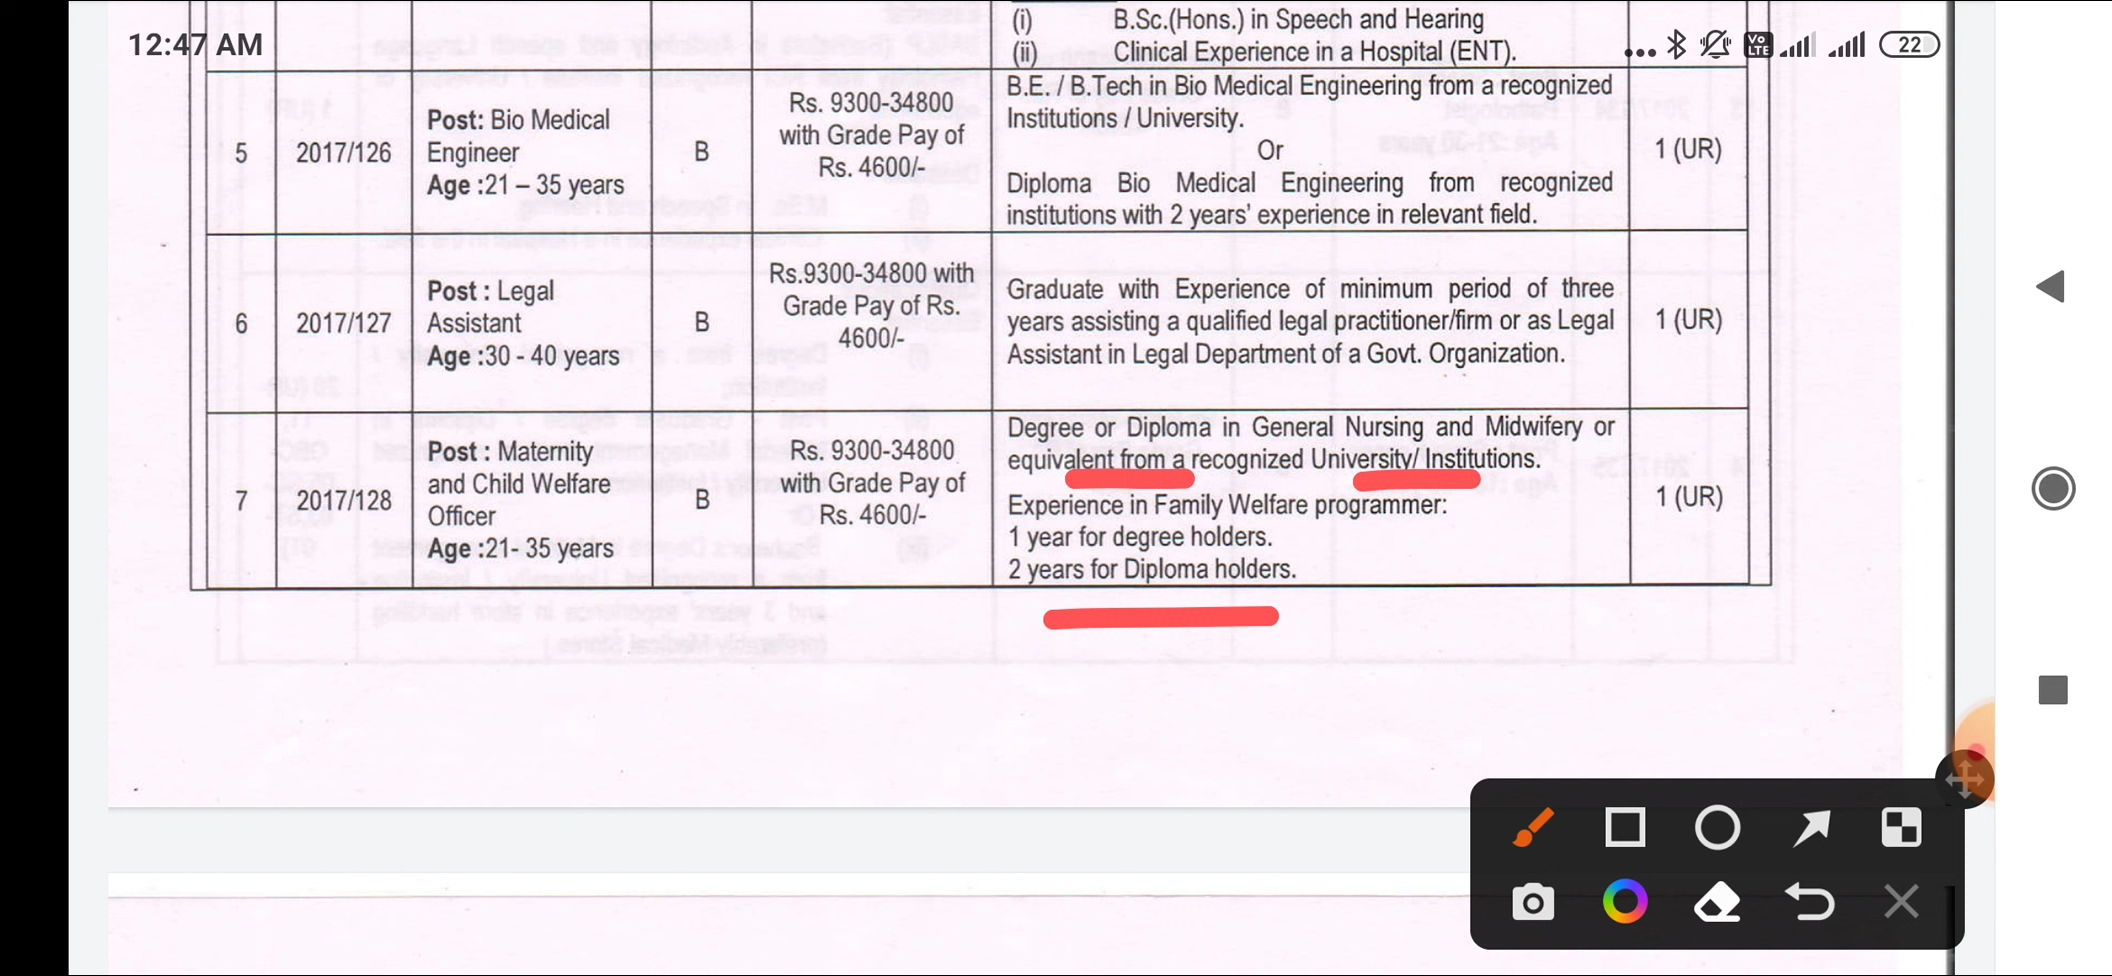 (i) B.Sc.(Hons.) in Speech and Hearing
12:47 AM
Vo LTE
22
(ii) Clinical Experience in a Hospital (ENT).
5
2017/126
Post: Bio Medical
Engineer
Age :21 – 35 years
B
Rs. 9300-34800
with Grade Pay of
Rs. 4600/-
B.E. / B.Tech in Bio Medical Engineering from a recognized
Institutions / University.
Or
Diploma Bio Medical Engineering from recognized
institutions with 2 years’ experience in relevant field.
1 (UR)
6
2017/127
Post : Legal
Assistant
Age :30 - 40 years
B
Rs.9300-34800 with
Grade Pay of Rs.
4600/-
Graduate with Experience of minimum period of three
years assisting a qualified legal practitioner/firm or as Legal
Assistant in Legal Department of a Govt. Organization.
1 (UR)
7
2017/128
Post : Maternity
and Child Welfare
Officer
Age :21- 35 years
B
Rs. 9300-34800
with Grade Pay of
Rs. 4600/-
Degree or Diploma in General Nursing and Midwifery or
equivalent from a recognized University/ Institutions.
Experience in Family Welfare programmer:
1 year for degree holders.
2 years for Diploma holders.
1 (UR)